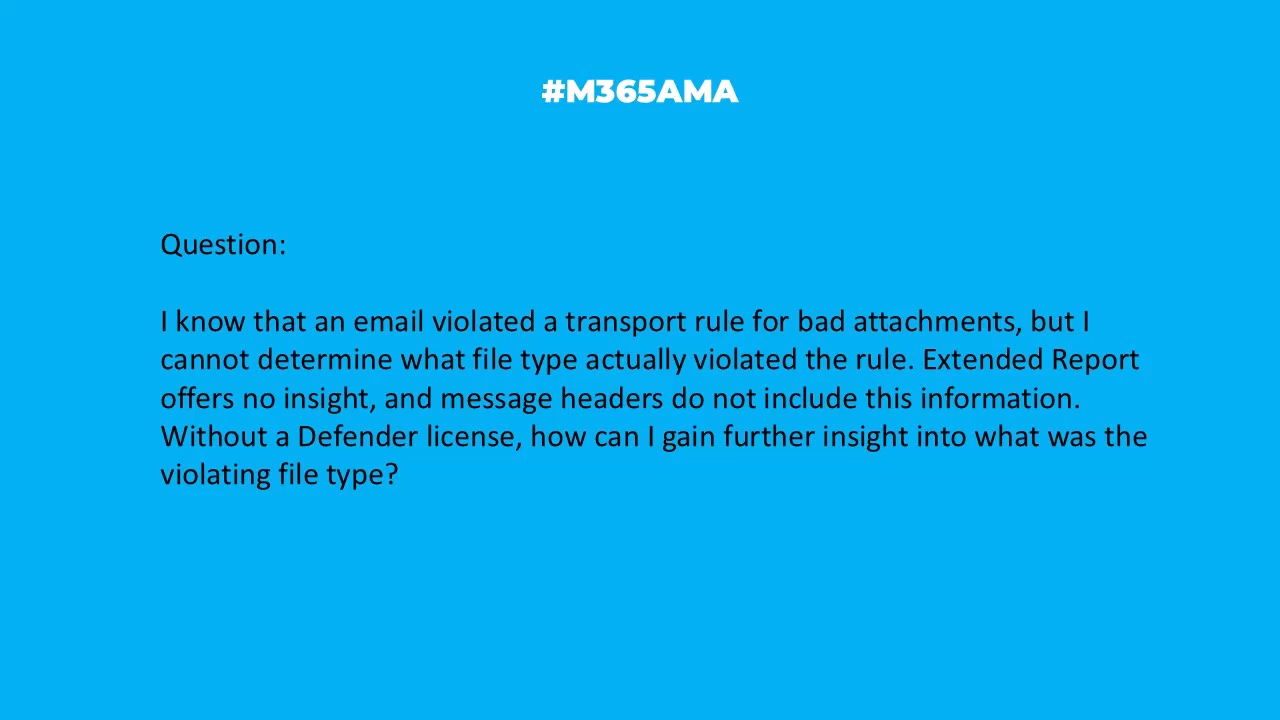 #M365AMA
Question:
I know that an email violated a transport rule for bad attachments, but I
cannot determine what file type actually violated the rule. Extended Report
offers no insight, and message headers do not include this information.
Without a Defender license, how can I gain further insight into what was the
violating file type?